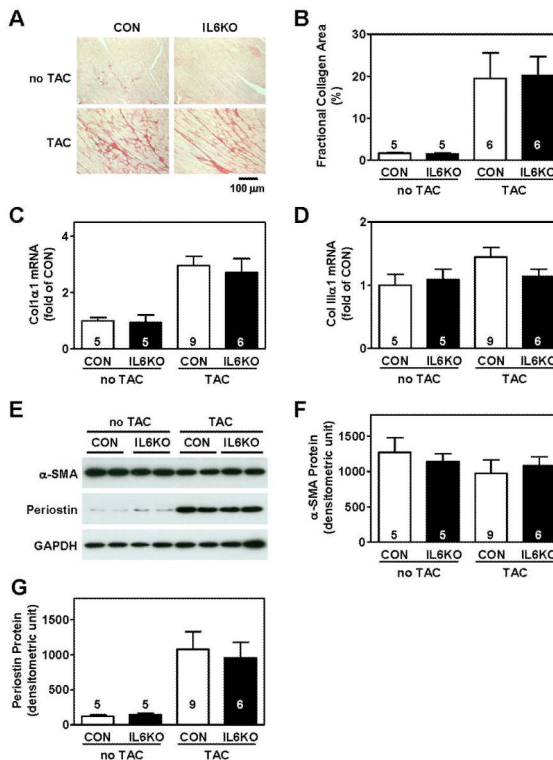 A
CON IL6KO
no TAC
TAC
100 µm
B
Fractional Collagen Area
(%)
30
20
10
0
5 5 6 6
CON IL6KO CON IL6KO
no TAC TAC
C
Col1α1 mRNA
(fold of CON)
4
2
0
5 5 9 6
CON IL6KO CON IL6KO
no TAC TAC
D
Col IIIα1 mRNA
(fold of CON)
2
1
0
5 5 9 6
CON IL6KO CON IL6KO
no TAC TAC
E
no TAC TAC
CON IL6KO CON IL6KO
α-SMA
Periostin
GAPDH
F
α-SMA Protein
(densitometric unit)
1500
1000
500
0
5 5 9 6
CON IL6KO CON IL6KO
no TAC TAC
G
Periostin Protein
(densitometric unit)
1000
500
0
5 5 9 6
CON IL6KO CON IL6KO
no TAC TAC